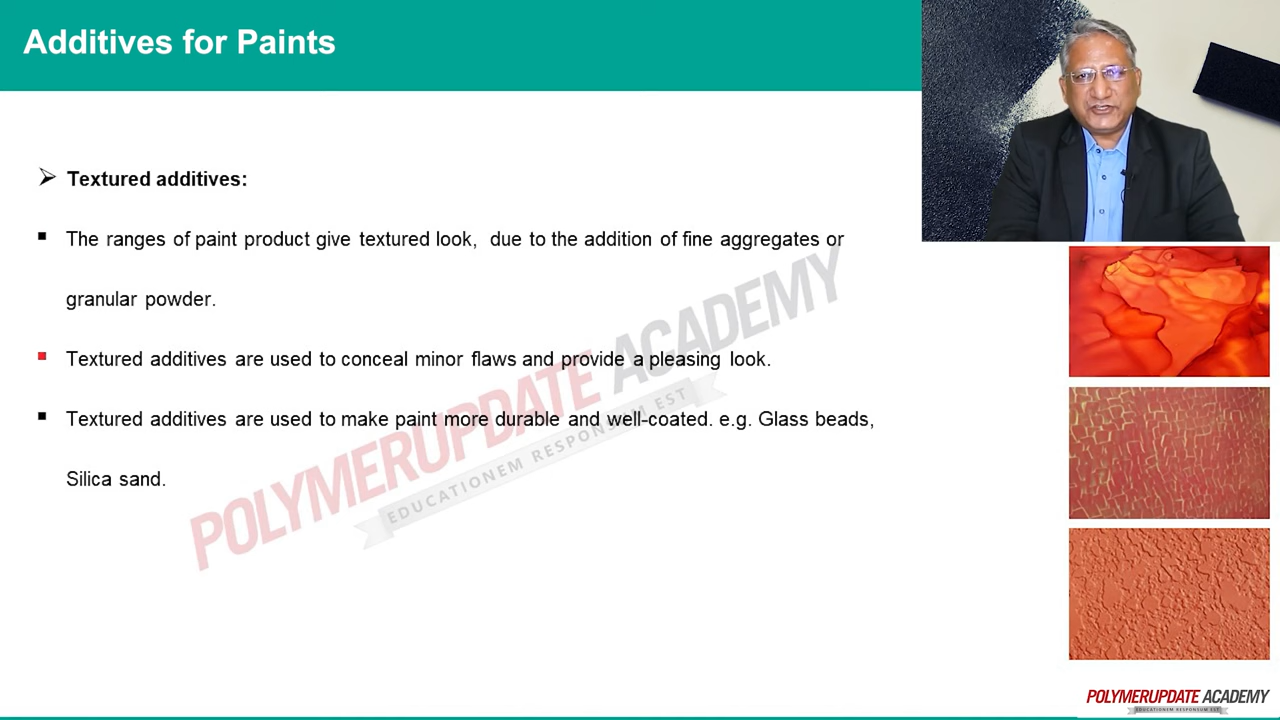 Additives for Paints
Textured additives:
The ranges of paint product give textured look, due to the addition of fine aggregates or
granular powder.
Textured additives are used to conceal minor flaws and provide a pleasing look.
Textured additives are used to make paint more durable and well-coated. e.g. Glass beads,
Silica sand.
POLYMERUPDATE ACADEMY
EDUCATIONEM RESPONSUM EST
POLYMERUPDATE ACADEMY
EDUCATIONEM RESPONSUM EST